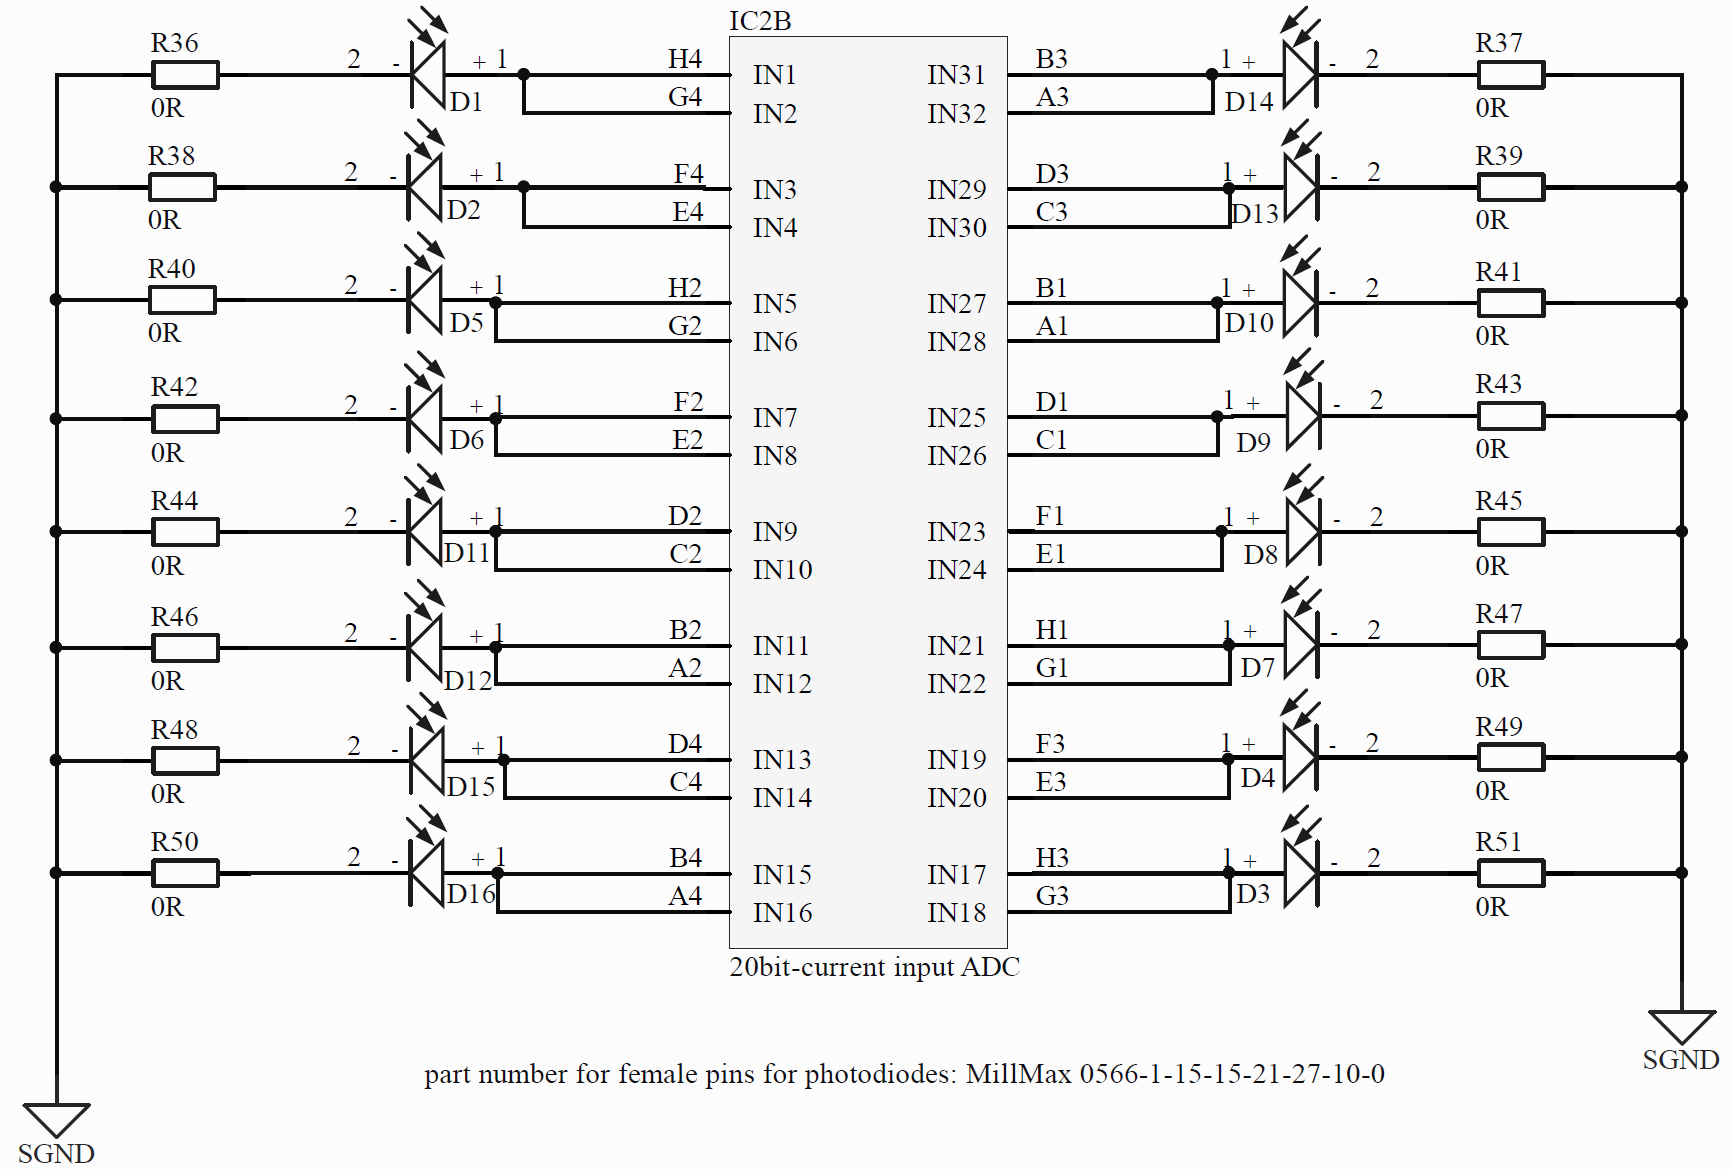 IC2B
R36 2 - + 1 H4 IN1 IN31 B3 1 + - 2 R37
0R D1 G4 IN2 IN32 A3 D14 0R
R38 2 - + 1 F4 IN3 IN29 D3 1 + - 2 R39
0R D2 E4 IN4 IN30 C3 D13 0R
R40 2 - + 1 H2 IN5 IN27 B1 1 + - 2 R41
0R D5 G2 IN6 IN28 A1 D10 0R
R42 2 - + 1 F2 IN7 IN25 D1 1 + - 2 R43
0R D6 E2 IN8 IN26 C1 D9 0R
R44 2 - + 1 D2 IN9 IN23 F1 1 + - 2 R45
0R D11 C2 IN10 IN24 E1 D8 0R
R46 2 - + 1 B2 IN11 IN21 H1 1 + - 2 R47
0R D12 A2 IN12 IN22 G1 D7 0R
R48 2 - + 1 D4 IN13 IN19 F3 1 + - 2 R49
0R D15 C4 IN14 IN20 E3 D4 0R
R50 2 - + 1 B4 IN15 IN17 H3 1 + - 2 R51
0R D16 A4 IN16 IN18 G3 D3 0R
20bit-current input ADC
part number for female pins for photodiodes: MillMax 0566-1-15-15-21-27-10-0
SGND
SGND